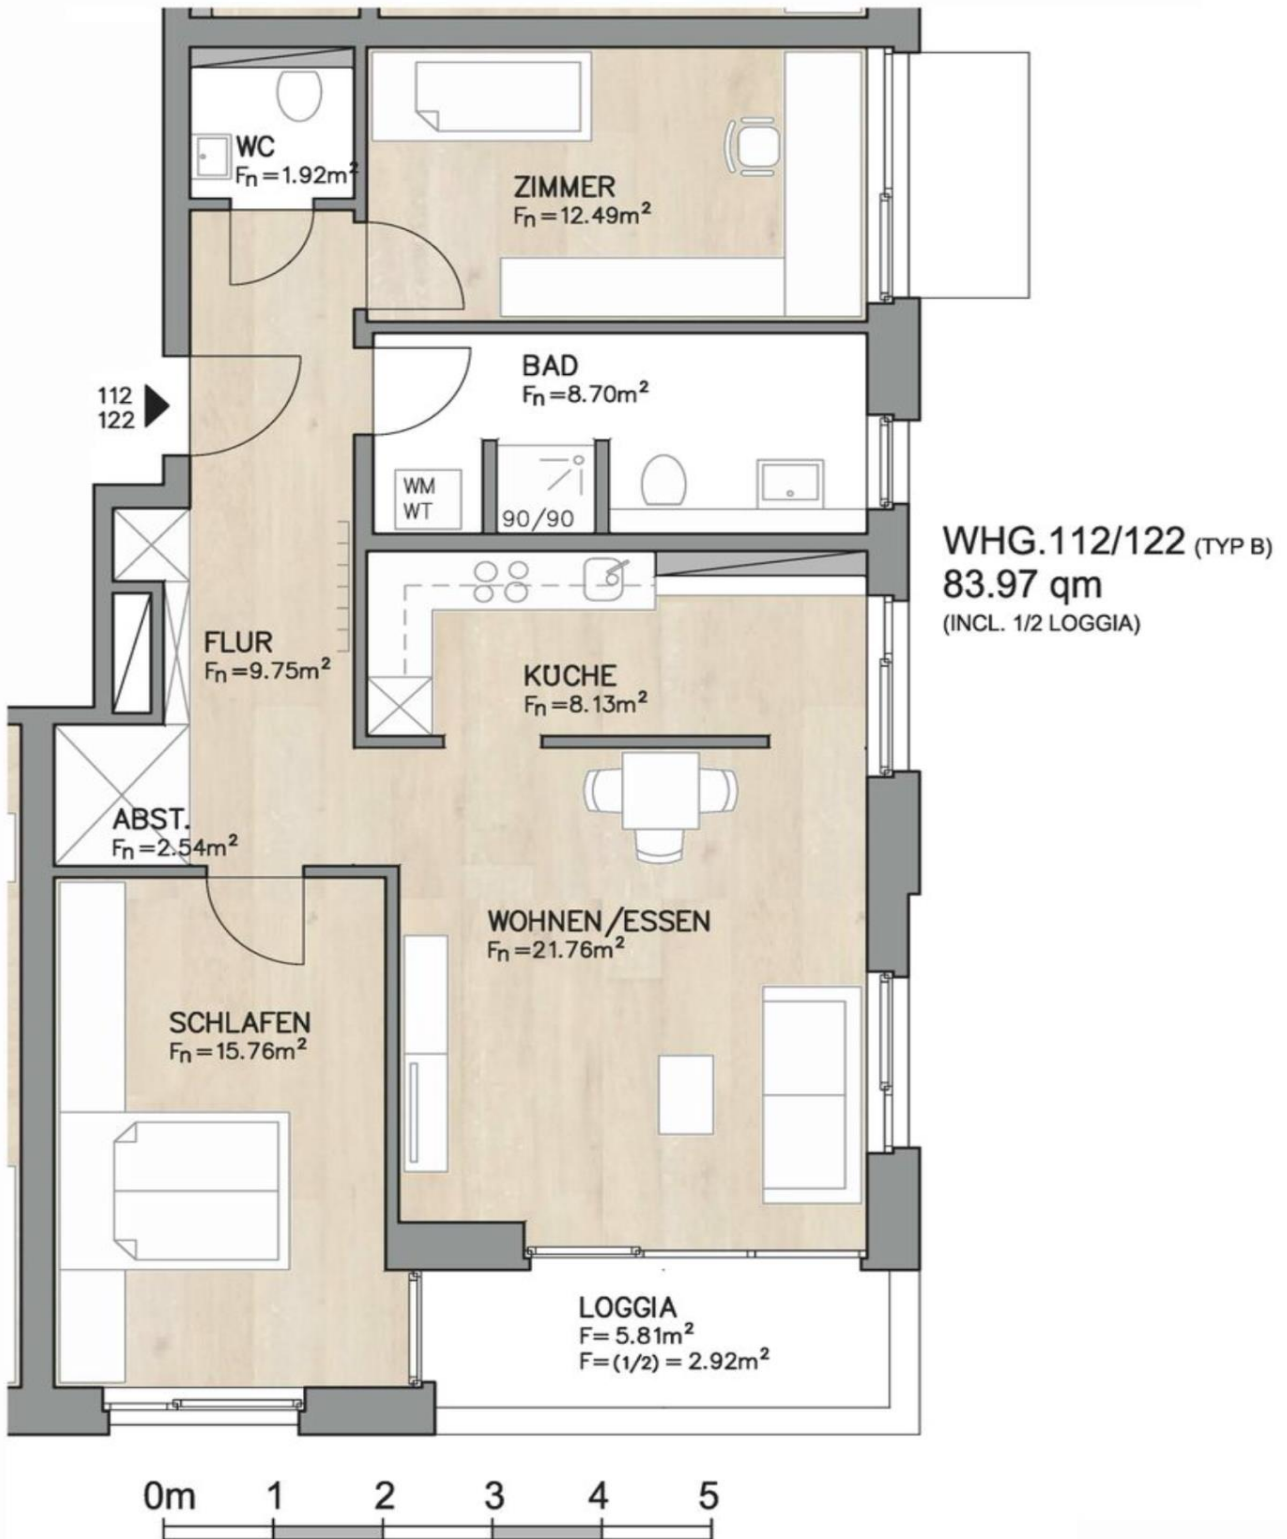 WC
Fn=1.92m²
ZIMMER
Fn=12.49m²
BAD
Fn=8.70m²
112
122
WM
WT
90/90
WHG.112/122 (TYP B)
83.97 qm
(INCL. 1/2 LOGGIA)
FLUR
Fn=9.75m²
KÜCHE
Fn=8.13m²
ABST.
Fn=2.54m²
WOHNEN/ESSEN
Fn=21.76m²
SCHLAFEN
Fn=15.76m²
LOGGIA
F= 5.81m²
F=(1/2) = 2.92m²
0m 1 2 3 4 5